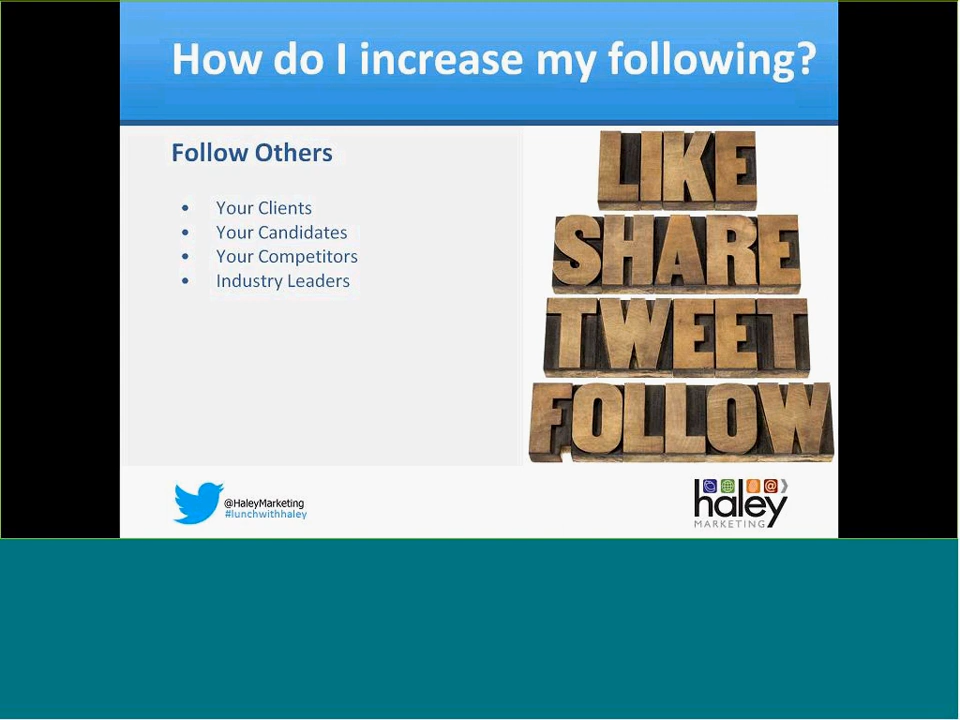 How do I increase my following?
Follow Others
• Your Clients
• Your Candidates
• Your Competitors
• Industry Leaders
LIKE
SHARE
TWEET
FOLLOW
@HaleyMarketing
#lunchwithhaley
haley
MARKETING